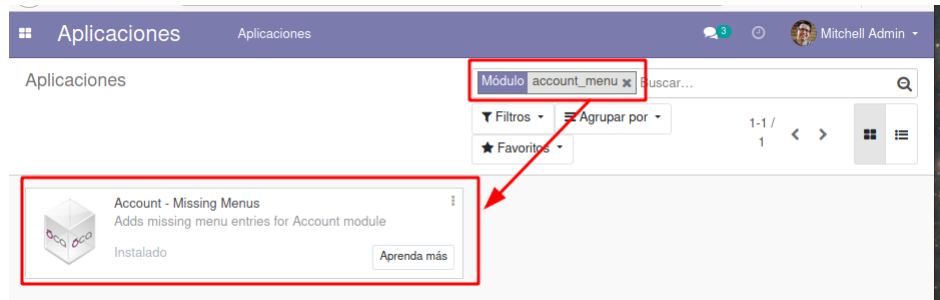 Aplicaciones Aplicaciones 3 Mitchell Admin
Aplicaciones
Módulo account_menu Buscar...
Filtros Agrupar por 1-1 / 1
Favoritos
Account - Missing Menus
Adds missing menu entries for Account module
Instalado Aprenda más
oca oca